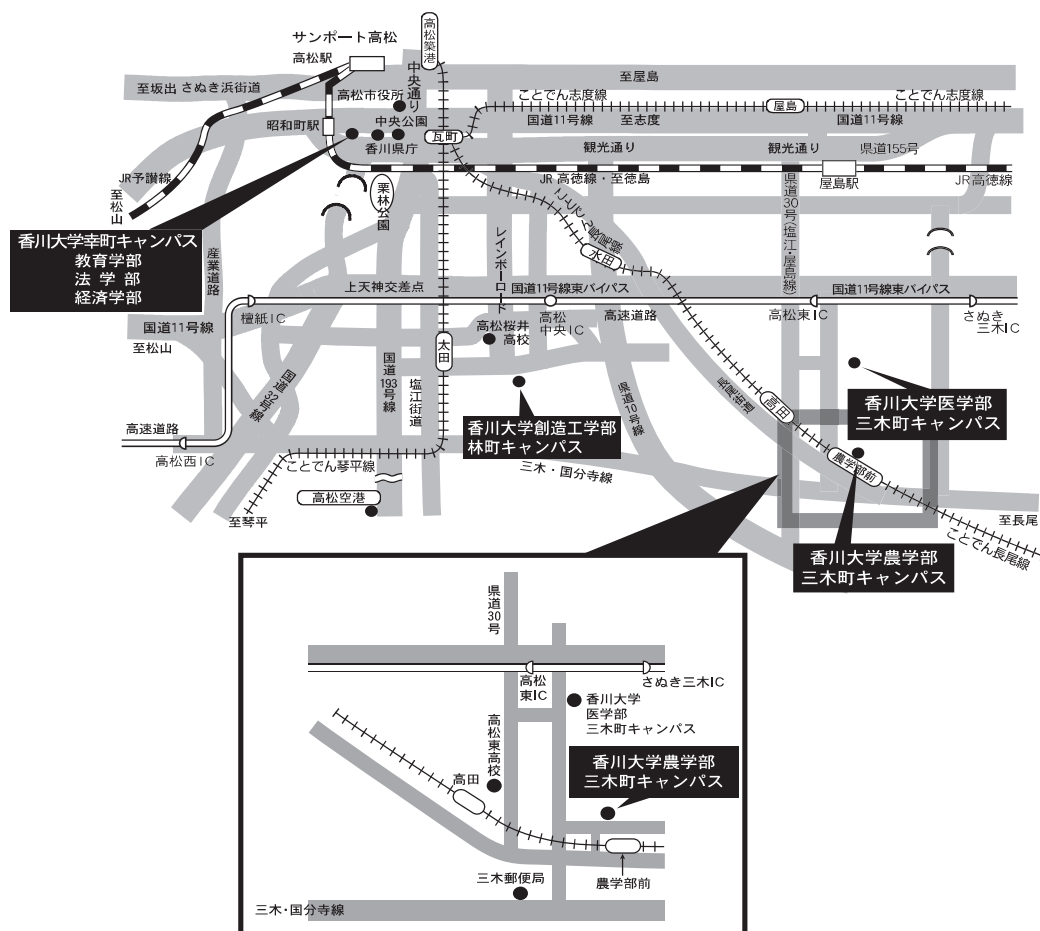 サンポート高松
高松駅
高松築港
中央通り
至坂出 さぬき浜街道
至屋島
高松市役所
ことでん志度線
屋島
ことでん志度線
国道11号線
至志度
国道11号線
昭和町駅
中央公園
瓦町
香川県庁
観光通り
観光通り
県道155号
JR予讃線
至松山
栗林公園
JR高徳線・至徳島
屋島駅
JR高徳線
県道30号(塩江・屋島線)
ことでん長尾線
香川大学幸町キャンパス
教育学部
法学部
経済学部
産業道路
レインボーロード
水田
上天神交差点
国道11号線東バイパス
国道11号線東バイパス
檀紙IC
高松中央IC
高速道路
高松東IC
さぬき三木IC
国道11号線
至松山
太田
高松桜井高校
国道32号線
国道193号線
塩江街道
県道10号線
長尾街道
高田
香川大学医学部
三木町キャンパス
香川大学創造工学部
林町キャンパス
高速道路
高松西IC
ことでん琴平線
三木・国分寺線
農学部前
高松空港
至琴平
至長尾
ことでん長尾線
香川大学農学部
三木町キャンパス
県道30号
高松東IC
さぬき三木IC
香川大学
医学部
三木町キャンパス
高松東高校
香川大学農学部
三木町キャンパス
高田
三木郵便局
農学部前
三木・国分寺線